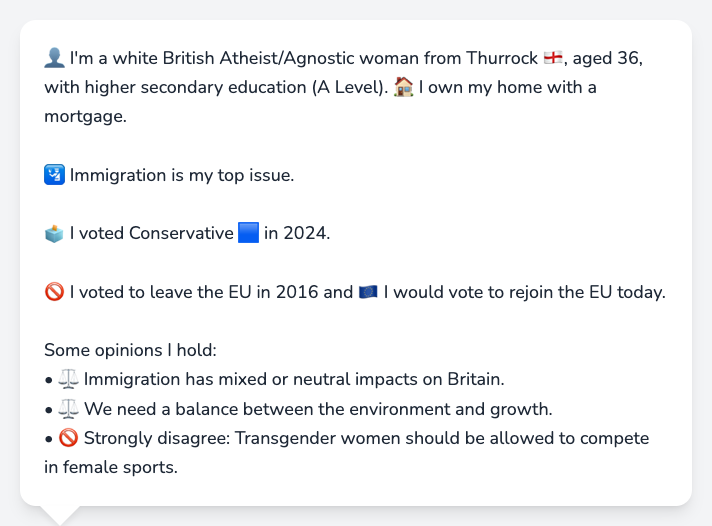 👤 I'm a white British Atheist/Agnostic woman from Thurrock 🏴󠁧󠁢󠁥󠁮󠁧󠁿, aged 36,
with higher secondary education (A Level). 🏠 I own my home with a
mortgage.
🛂 Immigration is my top issue.
🗳️ I voted Conservative 🟦 in 2024.
🚫 I voted to leave the EU in 2016 and 🇪🇺 I would vote to rejoin the EU today.
Some opinions I hold:
• ⚖️ Immigration has mixed or neutral impacts on Britain.
• ⚖️ We need a balance between the environment and growth.
• 🚫 Strongly disagree: Transgender women should be allowed to compete
in female sports.